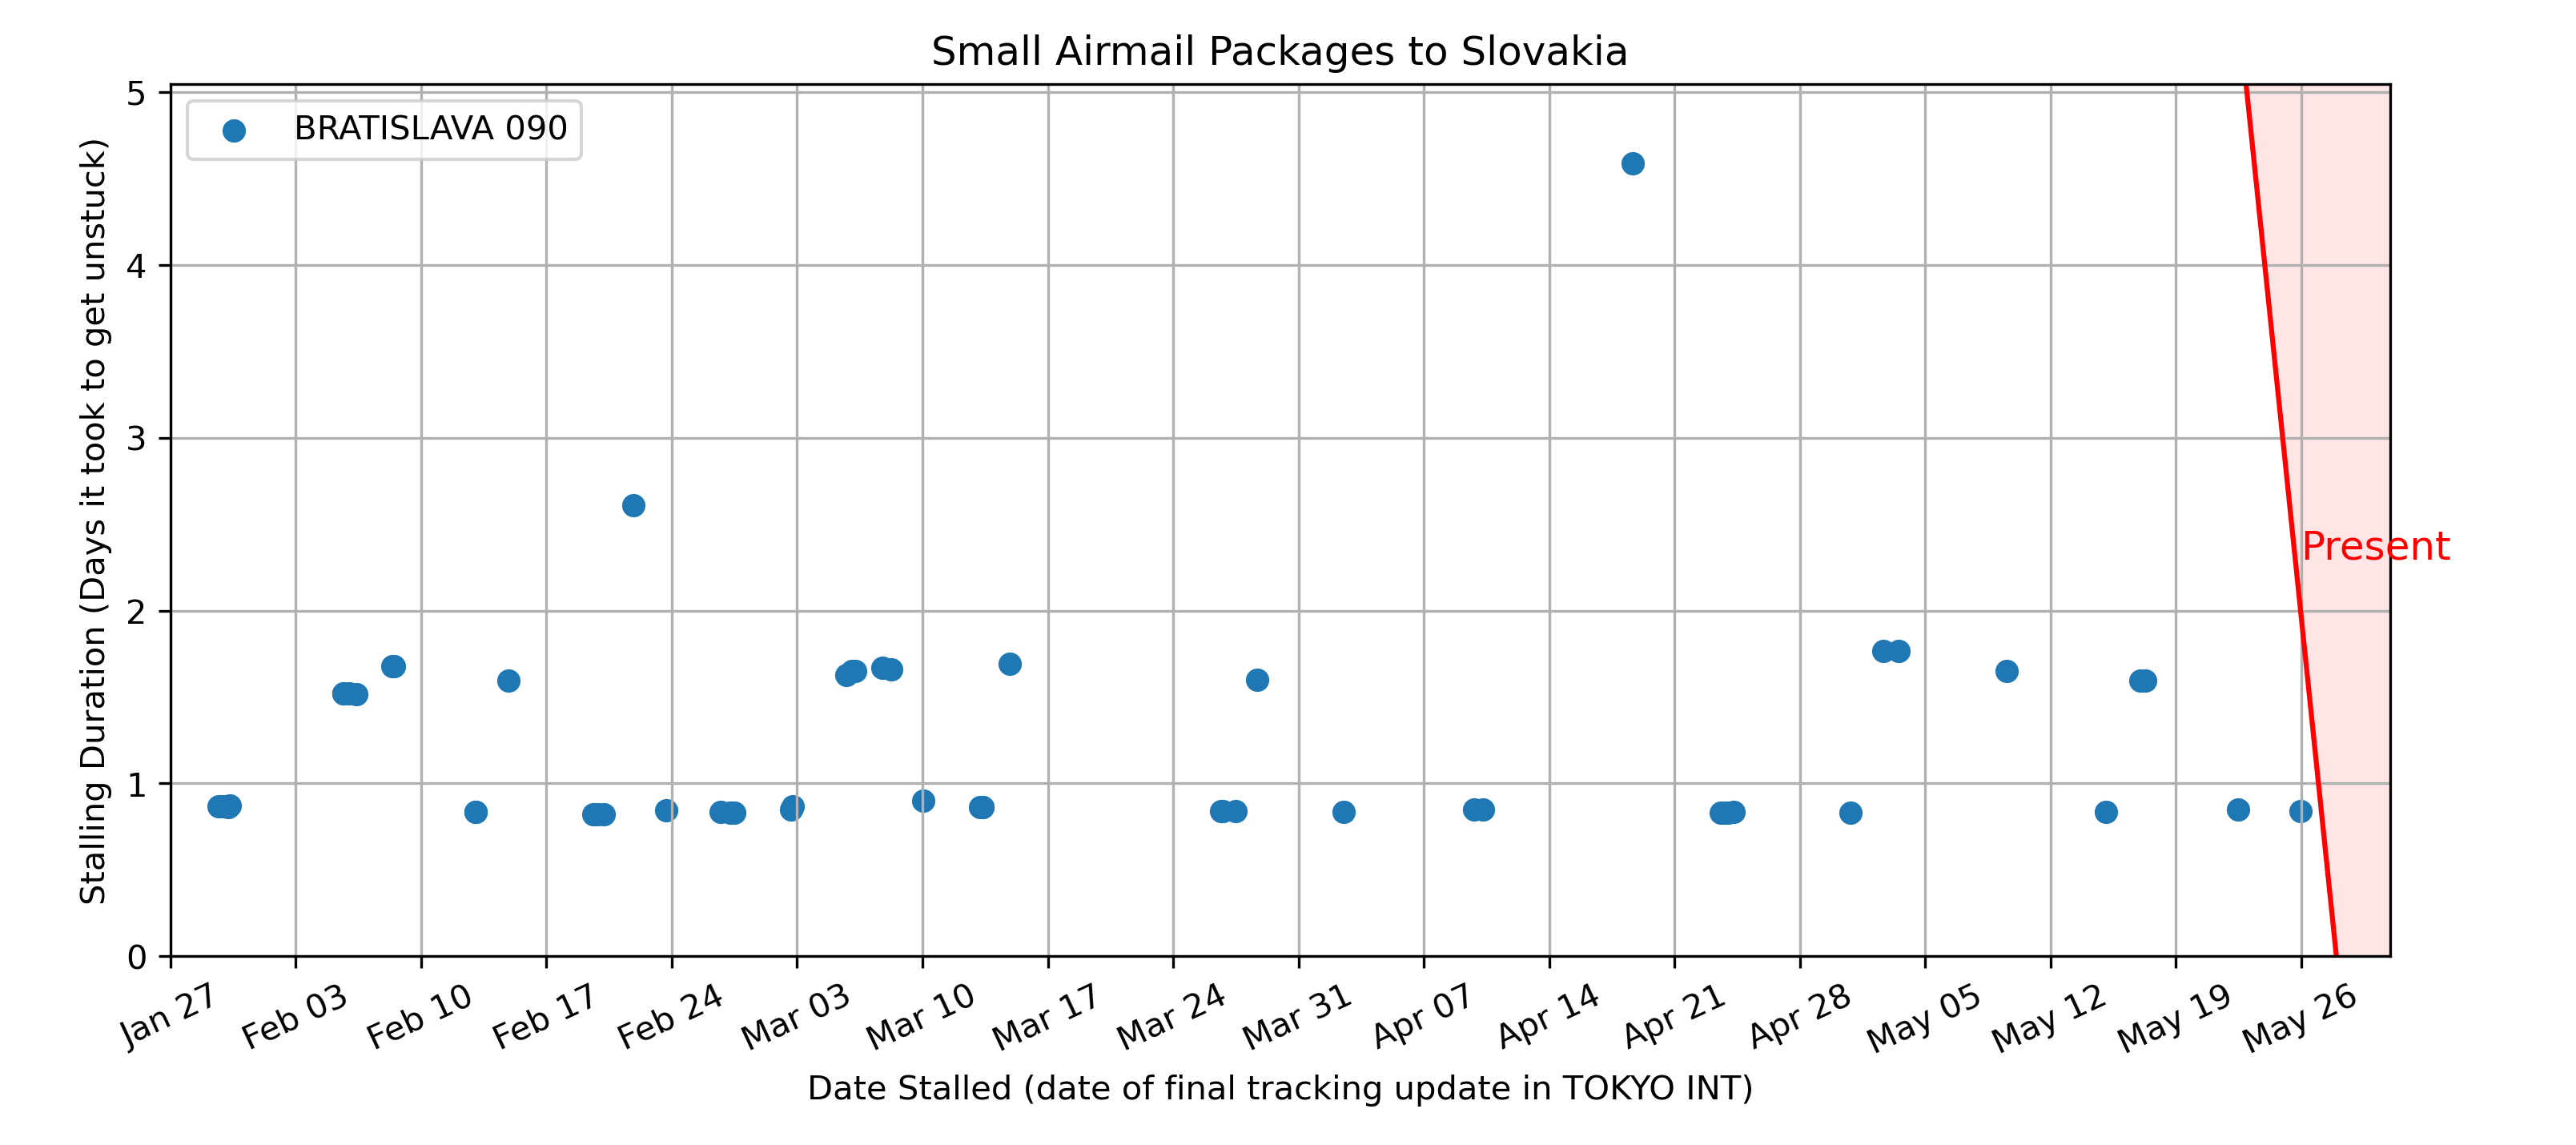 Small Airmail Packages to Slovakia
BRATISLAVA 090
Stalling Duration (Days it took to get unstuck)
5
4
3
2
1
0
Present
Jan 27
Feb 03
Feb 10
Feb 17
Feb 24
Mar 03
Mar 10
Mar 17
Mar 24
Mar 31
Apr 07
Apr 14
Apr 21
Apr 28
May 05
May 12
May 19
May 26
Date Stalled (date of final tracking update in TOKYO INT)